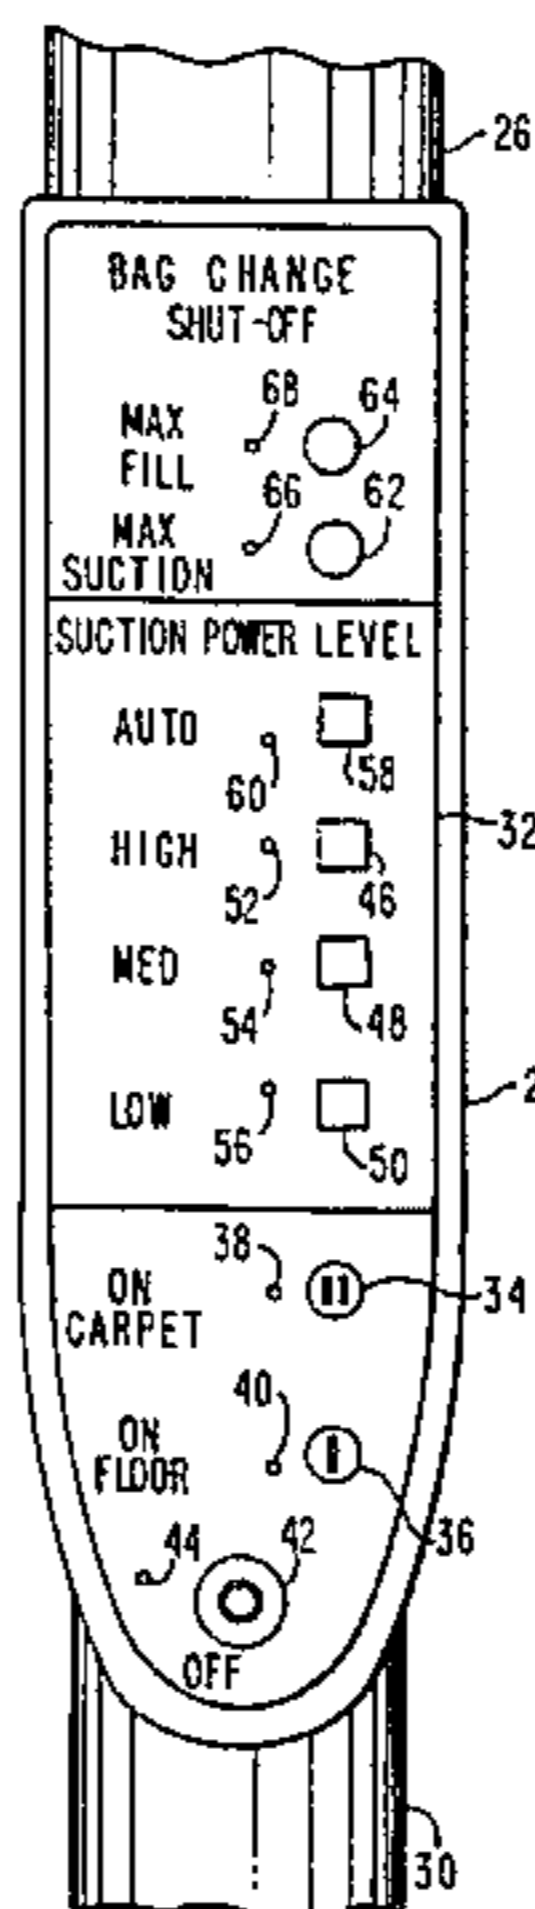 26
BAG CHANGE
SHUT-OFF
68 64
MAX
FILL
66 62
MAX
SUCTION
SUCTION POWER LEVEL
AUTO
60 58
32
HIGH
52 46
MED
54 48
LOW
56 50
38
ON
CARPET
34
40
ON
FLOOR
36
44 42
OFF
30